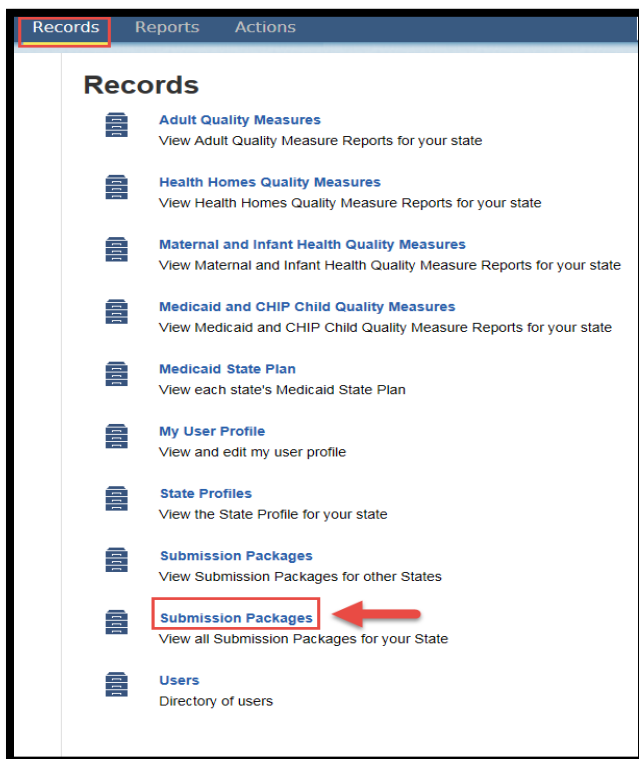 Records Reports Actions
Records
Adult Quality Measures
View Adult Quality Measure Reports for your state
Health Homes Quality Measures
View Health Homes Quality Measure Reports for your state
Maternal and Infant Health Quality Measures
View Maternal and Infant Health Quality Measure Reports for your state
Medicaid and CHIP Child Quality Measures
View Medicaid and CHIP Child Quality Measure Reports for your state
Medicaid State Plan
View each state's Medicaid State Plan
My User Profile
View and edit my user profile
State Profiles
View the State Profile for your state
Submission Packages
View Submission Packages for other States
Submission Packages
View all Submission Packages for your State
Users
Directory of users